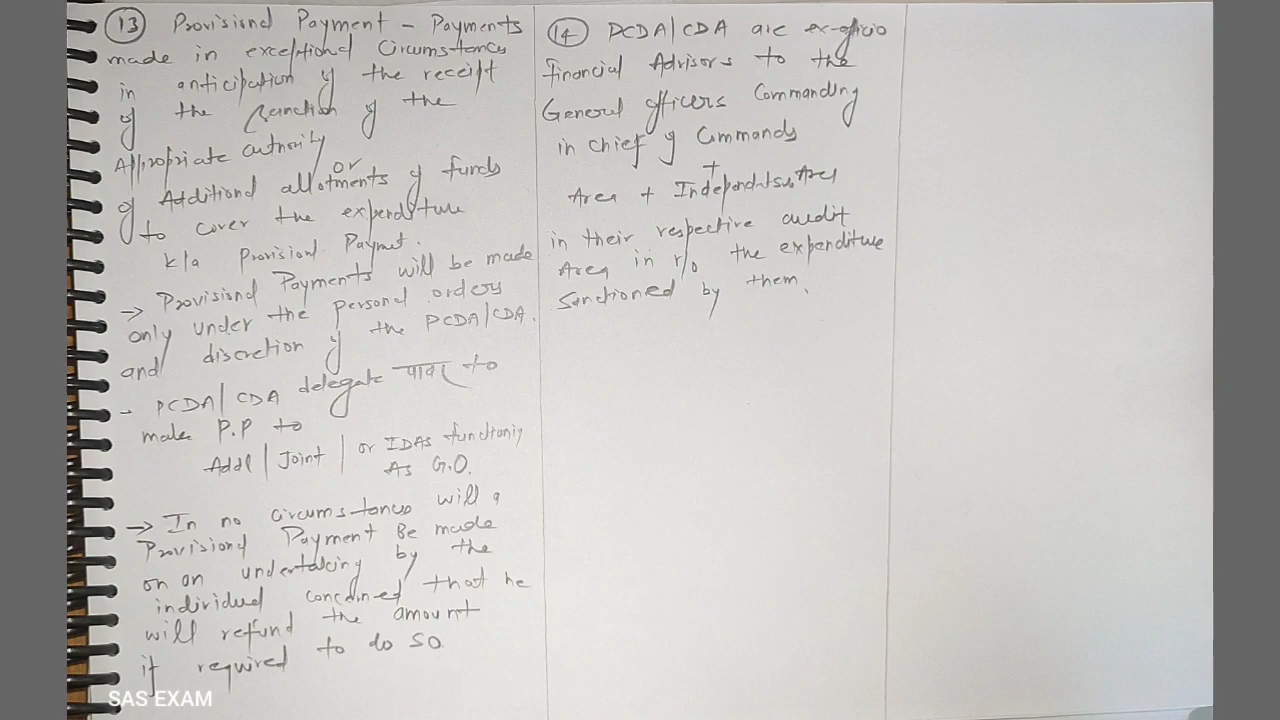 13 Provisional Payment - Payments
made in exceptional Circumstances
in anticipation of the receipt
of the Sanction of the
Appropriate authority
or
of Additional allotments of funds
to cover the expenditure
k/a Provisional Paymet.
→ Provisional Payments will be made
only under the personal orders
and discretion of the PCDA/CDA.
- PCDA/CDA delegate पावर to
make P.P to
Addl / Joint / or IDAS functioning
As G.O.
→ In no circumstances will a
Provisional Payment Be made
on an undertaking by the
individual concerned that he
will refund the amount
if required to do so.
14 PCDA/CDA are ex-officio
Financial Advisors to the
General officers Commanding
in chief of Commands
+
Area + Independent Area
in their respective audit
Area in r/o the expenditure
Sanctioned by them.
SAS EXAM